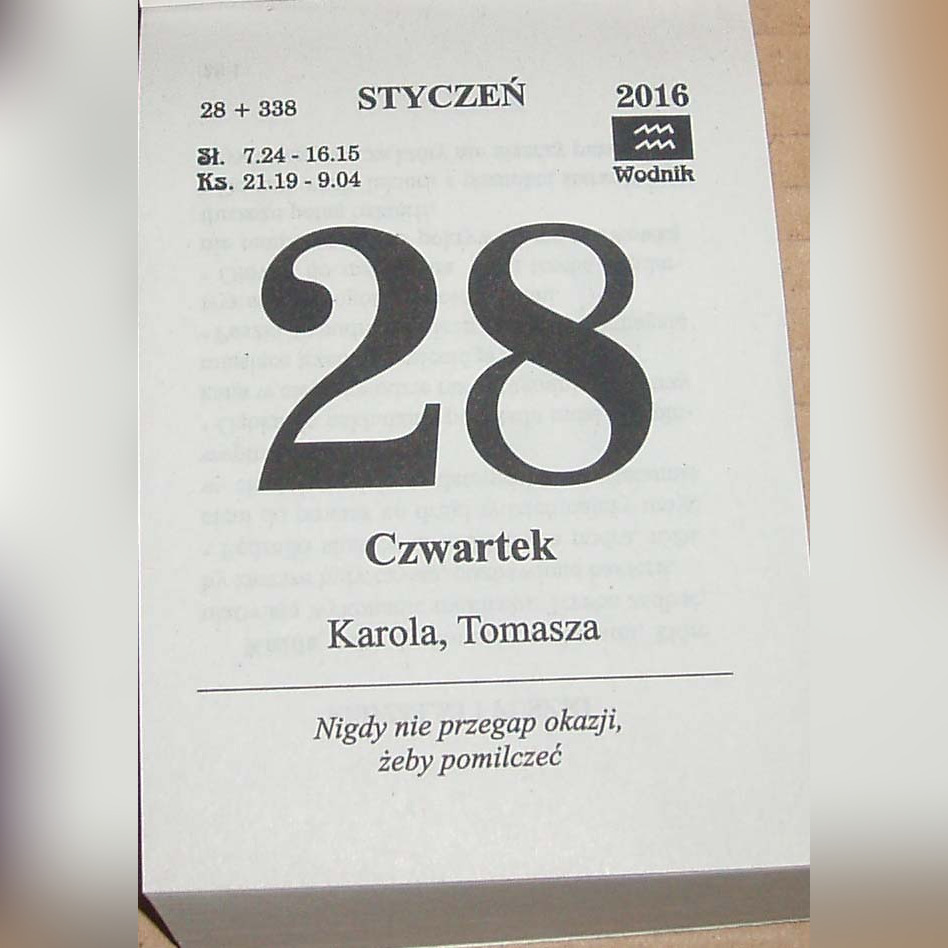 28 + 338 STYCZEŃ 2016
Sł. 7.24 - 16.15
Ks. 21.19 - 9.04 Wodnik
28
Czwartek
Karola, Tomasza
Nigdy nie przegap okazji,
żeby pomilczeć